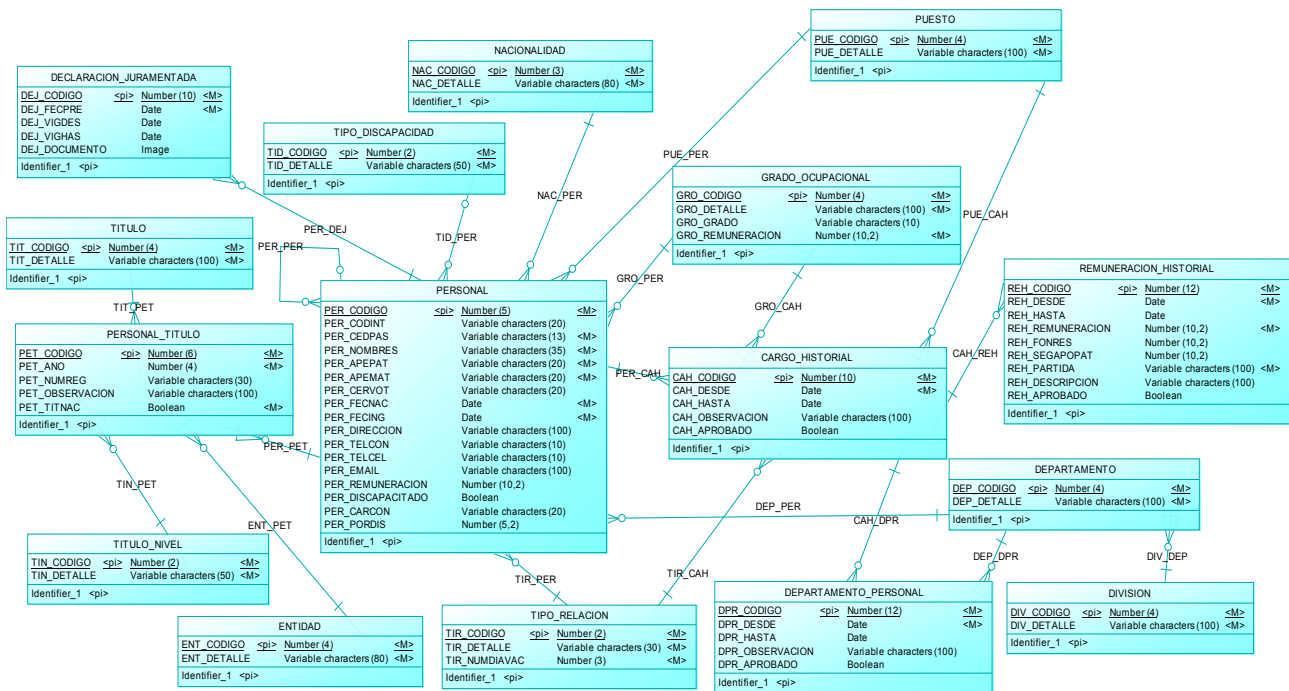 PUESTO
PUE_CODIGO <pi> Number (4) <M>
PUE_DETALLE Variable characters (100) <M>
Identifier_1 <pi>
NACIONALIDAD
NAC_CODIGO <pi> Number (3) <M>
NAC_DETALLE Variable characters (80) <M>
Identifier_1 <pi>
DECLARACION_JURAMENTADA
DEJ_CODIGO <pi> Number (10) <M>
DEJ_FECPRE Date <M>
DEJ_VIGDES Date
DEJ_VIGHAS Date
DEJ_DOCUMENTO Image
Identifier_1 <pi>
TIPO_DISCAPACIDAD
TID_CODIGO <pi> Number (2) <M>
TID_DETALLE Variable characters (50) <M>
Identifier_1 <pi>
PUE_PER
NAC_PER
GRADO_OCUPACIONAL
GRO_CODIGO <pi> Number (4) <M>
GRO_DETALLE Variable characters (100) <M>
GRO_GRADO Variable characters (10)
GRO_REMUNERACION Number (10,2) <M>
Identifier_1 <pi>
PUE_CAH
TITULO
TIT_CODIGO <pi> Number (4) <M>
TIT_DETALLE Variable characters (100) <M>
Identifier_1 <pi>
PER_DEJ
PER_PER
TID_PER
GRO_PER
GRO_CAH
TIT_PET
REMUNERACION_HISTORIAL
REH_CODIGO <pi> Number (12) <M>
REH_DESDE Date <M>
REH_HASTA Date
REH_REMUNERACION Number (10,2) <M>
REH_FONRES Number (10,2)
REH_SEGAPOPAT Number (10,2)
REH_PARTIDA Variable characters (100) <M>
REH_DESCRIPCION Variable characters (100)
REH_APROBADO Boolean
Identifier_1 <pi>
PERSONAL
PER_CODIGO <pi> Number (5) <M>
PER_CODINT Variable characters (20)
PER_CEDPAS Variable characters (13) <M>
PER_NOMBRES Variable characters (35) <M>
PER_APEPAT Variable characters (20) <M>
PER_APEMAT Variable characters (20) <M>
PER_CERVOT Variable characters (20)
PER_FECNAC Date <M>
PER_FECING Date <M>
PER_DIRECCION Variable characters (100)
PER_TELCON Variable characters (10)
PER_TELCEL Variable characters (10)
PER_EMAIL Variable characters (100)
PER_REMUNERACION Number (10,2)
PER_DISCAPACITADO Boolean
PER_CARCON Variable characters (20)
PER_PORDIS Number (5,2)
Identifier_1 <pi>
PERSONAL_TITULO
PET_CODIGO <pi> Number (6) <M>
PET_ANO Number (4) <M>
PET_NUMREG Variable characters (30)
PET_OBSERVACION Variable characters (100)
PET_TITNAC Boolean <M>
Identifier_1 <pi>
PER_CAH
CARGO_HISTORIAL
CAH_CODIGO <pi> Number (10) <M>
CAH_DESDE Date <M>
CAH_HASTA Date
CAH_OBSERVACION Variable characters (100)
CAH_APROBADO Boolean
Identifier_1 <pi>
CAH_REH
PER_PET
TIN_PET
ENT_PET
DEPARTAMENTO
DEP_CODIGO <pi> Number (4) <M>
DEP_DETALLE Variable characters (100) <M>
Identifier_1 <pi>
DEP_PER
CAH_DPR
DEP_DPR
DIV_DEP
TITULO_NIVEL
TIN_CODIGO <pi> Number (2) <M>
TIN_DETALLE Variable characters (50) <M>
Identifier_1 <pi>
TIR_PER
TIR_CAH
ENTIDAD
ENT_CODIGO <pi> Number (4) <M>
ENT_DETALLE Variable characters (80) <M>
Identifier_1 <pi>
TIPO_RELACION
TIR_CODIGO <pi> Number (2) <M>
TIR_DETALLE Variable characters (30) <M>
TIR_NUMDIAVAC Number (3) <M>
Identifier_1 <pi>
DEPARTAMENTO_PERSONAL
DPR_CODIGO <pi> Number (12) <M>
DPR_DESDE Date <M>
DPR_HASTA Date
DPR_OBSERVACION Variable characters (100)
DPR_APROBADO Boolean
Identifier_1 <pi>
DIVISION
DIV_CODIGO <pi> Number (4) <M>
DIV_DETALLE Variable characters (100) <M>
Identifier_1 <pi>